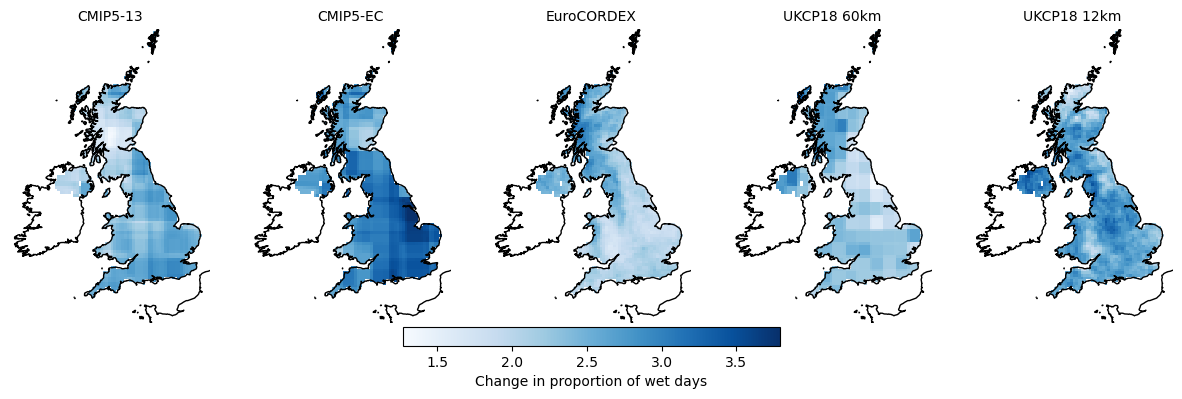 CMIP5-13 CMIP5-EC EuroCORDEX UKCP18 60km UKCP18 12km
1.5 2.0 2.5 3.0 3.5
Change in proportion of wet days